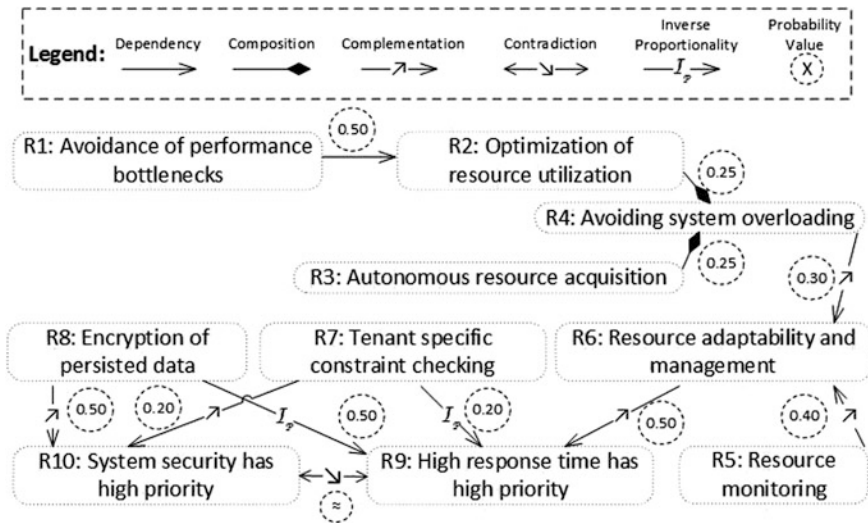 Legend:
Dependency
Composition
Complementation
Contradiction
Inverse
Proportionality
Probability
Value
I_p
X
0.50
R1: Avoidance of performance
bottlenecks
R2: Optimization of
resource utilization
0.25
R4: Avoiding system overloading
R3: Autonomous resource acquisition
0.25
0.30
R8: Encryption of
persisted data
R7: Tenant specific
constraint checking
R6: Resource adaptability and
management
0.50
0.20
I_p
0.50
I_p
0.20
0.50
0.40
R10: System security has
high priority
≈
R9: High response time has
high priority
R5: Resource
monitoring